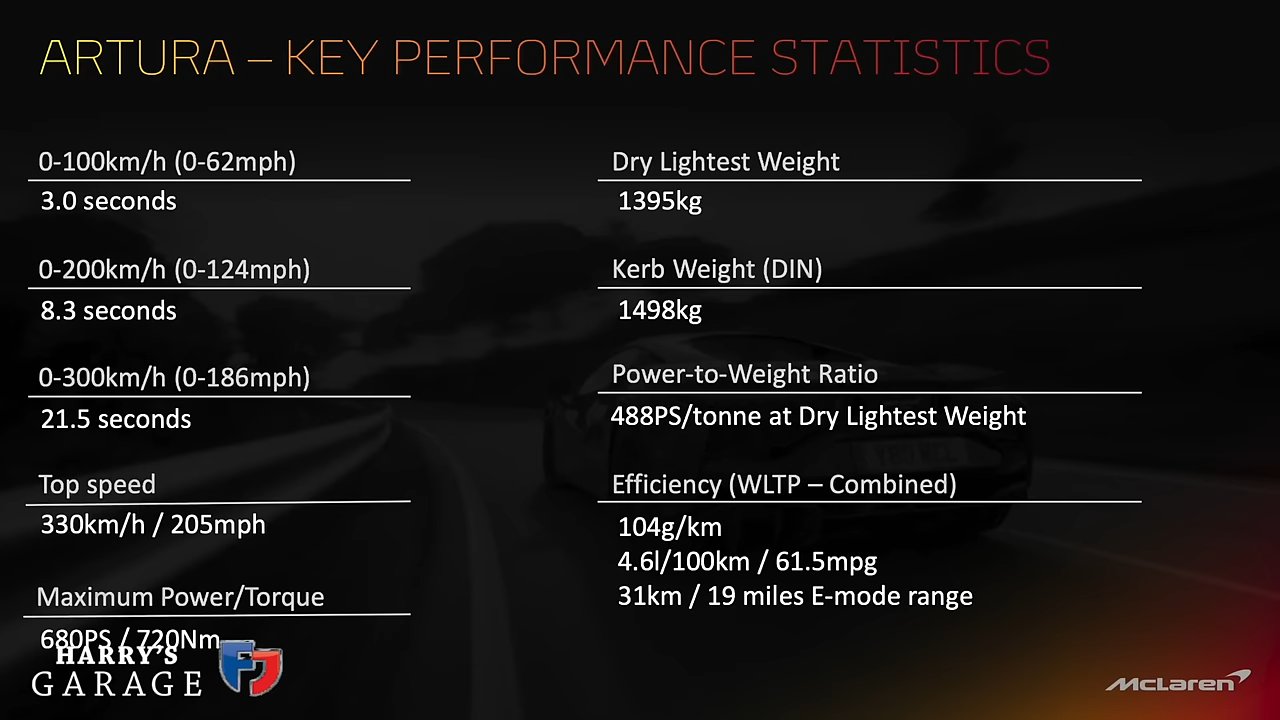 ARTURA – KEY PERFORMANCE STATISTICS
0-100km/h (0-62mph)
3.0 seconds
0-200km/h (0-124mph)
8.3 seconds
0-300km/h (0-186mph)
21.5 seconds
Top speed
330km/h / 205mph
Maximum Power/Torque
680PS / 720Nm
Dry Lightest Weight
1395kg
Kerb Weight (DIN)
1498kg
Power-to-Weight Ratio
488PS/tonne at Dry Lightest Weight
Efficiency (WLTP – Combined)
104g/km
4.6l/100km / 61.5mpg
31km / 19 miles E-mode range
HARRY'S
GARAGE
McLaren